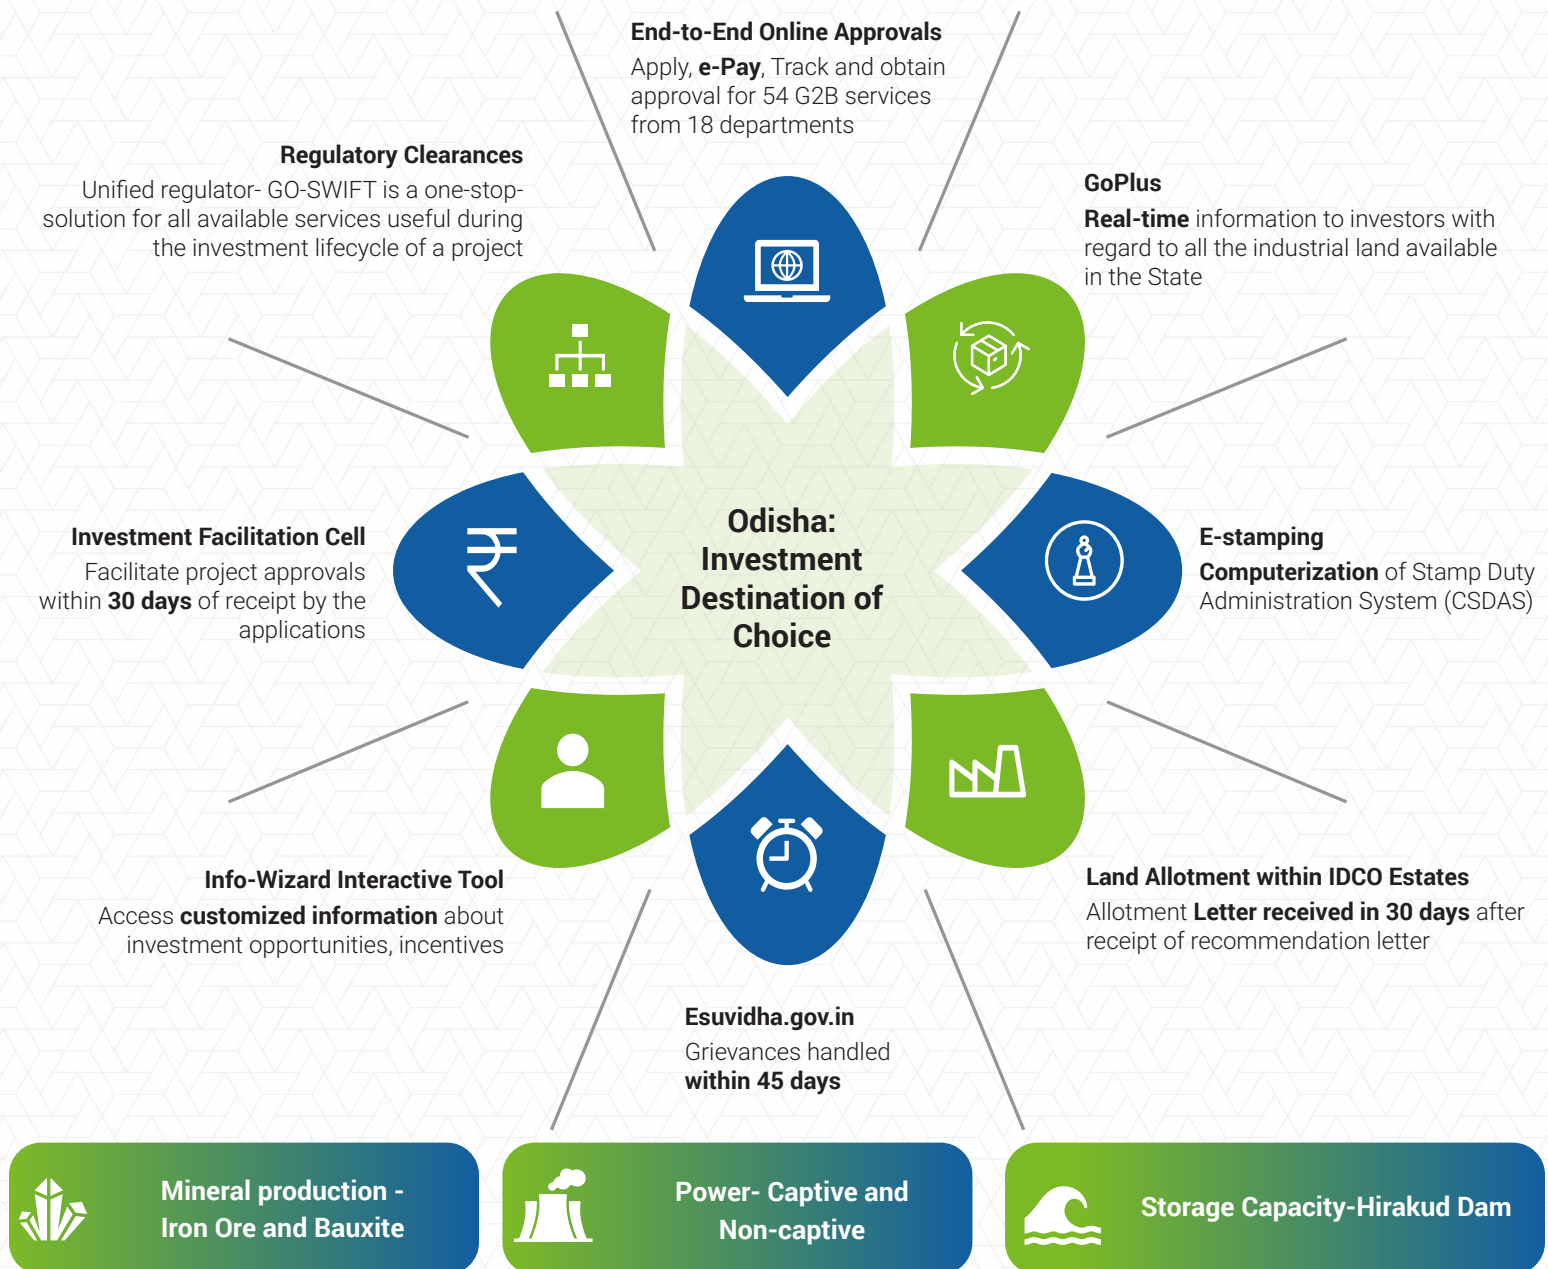 End-to-End Online Approvals
Apply, e-Pay, Track and obtain
approval for 54 G2B services
from 18 departments
Regulatory Clearances
Unified regulator- GO-SWIFT is a one-stop-
solution for all available services useful during
the investment lifecycle of a project
GoPlus
Real-time information to investors with
regard to all the industrial land available
in the State
Investment Facilitation Cell
Facilitate project approvals
within 30 days of receipt by the
applications
Odisha:
Investment
Destination of
Choice
E-stamping
Computerization of Stamp Duty
Administration System (CSDAS)
Info-Wizard Interactive Tool
Access customized information about
investment opportunities, incentives
Land Allotment within IDCO Estates
Allotment Letter received in 30 days after
receipt of recommendation letter
Esuvidha.gov.in
Grievances handled
within 45 days
Mineral production -
Iron Ore and Bauxite
Power- Captive and
Non-captive
Storage Capacity-Hirakud Dam